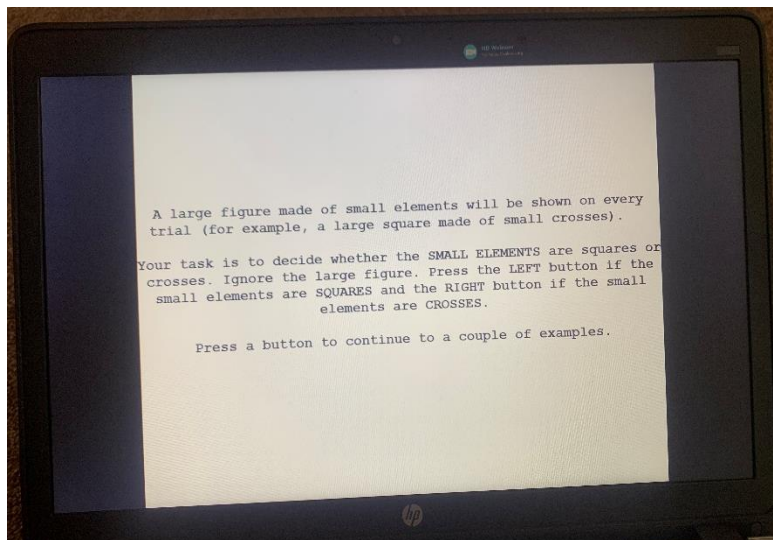 A large figure made of small elements will be shown on every
trial (for example, a large square made of small crosses).
Your task is to decide whether the SMALL ELEMENTS are squares or
crosses. Ignore the large figure. Press the LEFT button if the
small elements are SQUARES and the RIGHT button if the small
elements are CROSSES.
Press a button to continue to a couple of examples.
hp